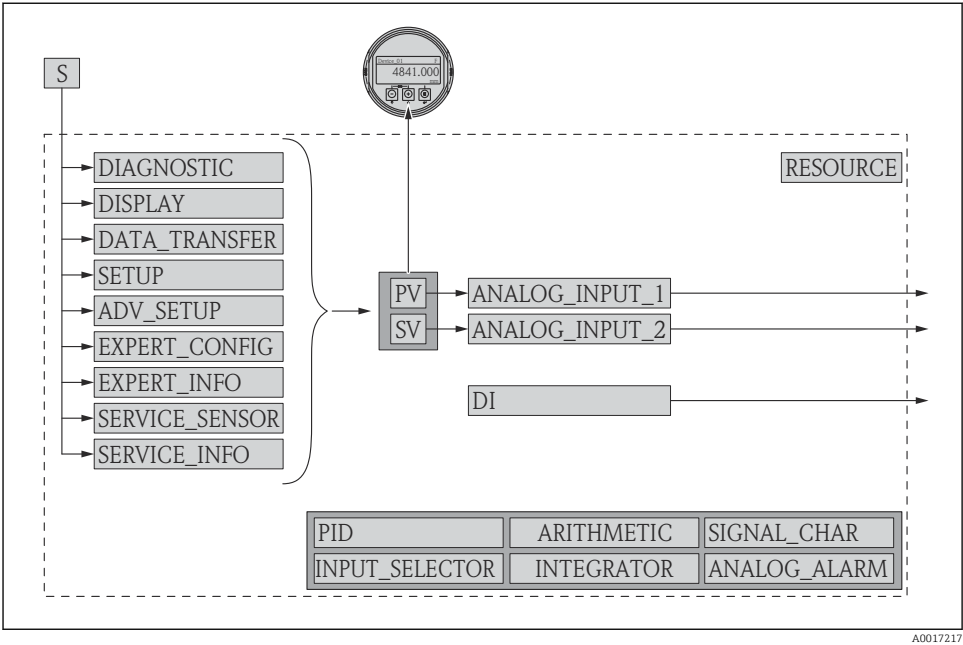 Device_01
4841.000
S
DIAGNOSTIC
RESOURCE
DISPLAY
DATA_TRANSFER
SETUP
ADV_SETUP
EXPERT_CONFIG
EXPERT_INFO
SERVICE_SENSOR
SERVICE_INFO
PV
ANALOG_INPUT_1
SV
ANALOG_INPUT_2
DI
PID
ARITHMETIC
SIGNAL_CHAR
INPUT_SELECTOR
INTEGRATOR
ANALOG_ALARM
A0017217